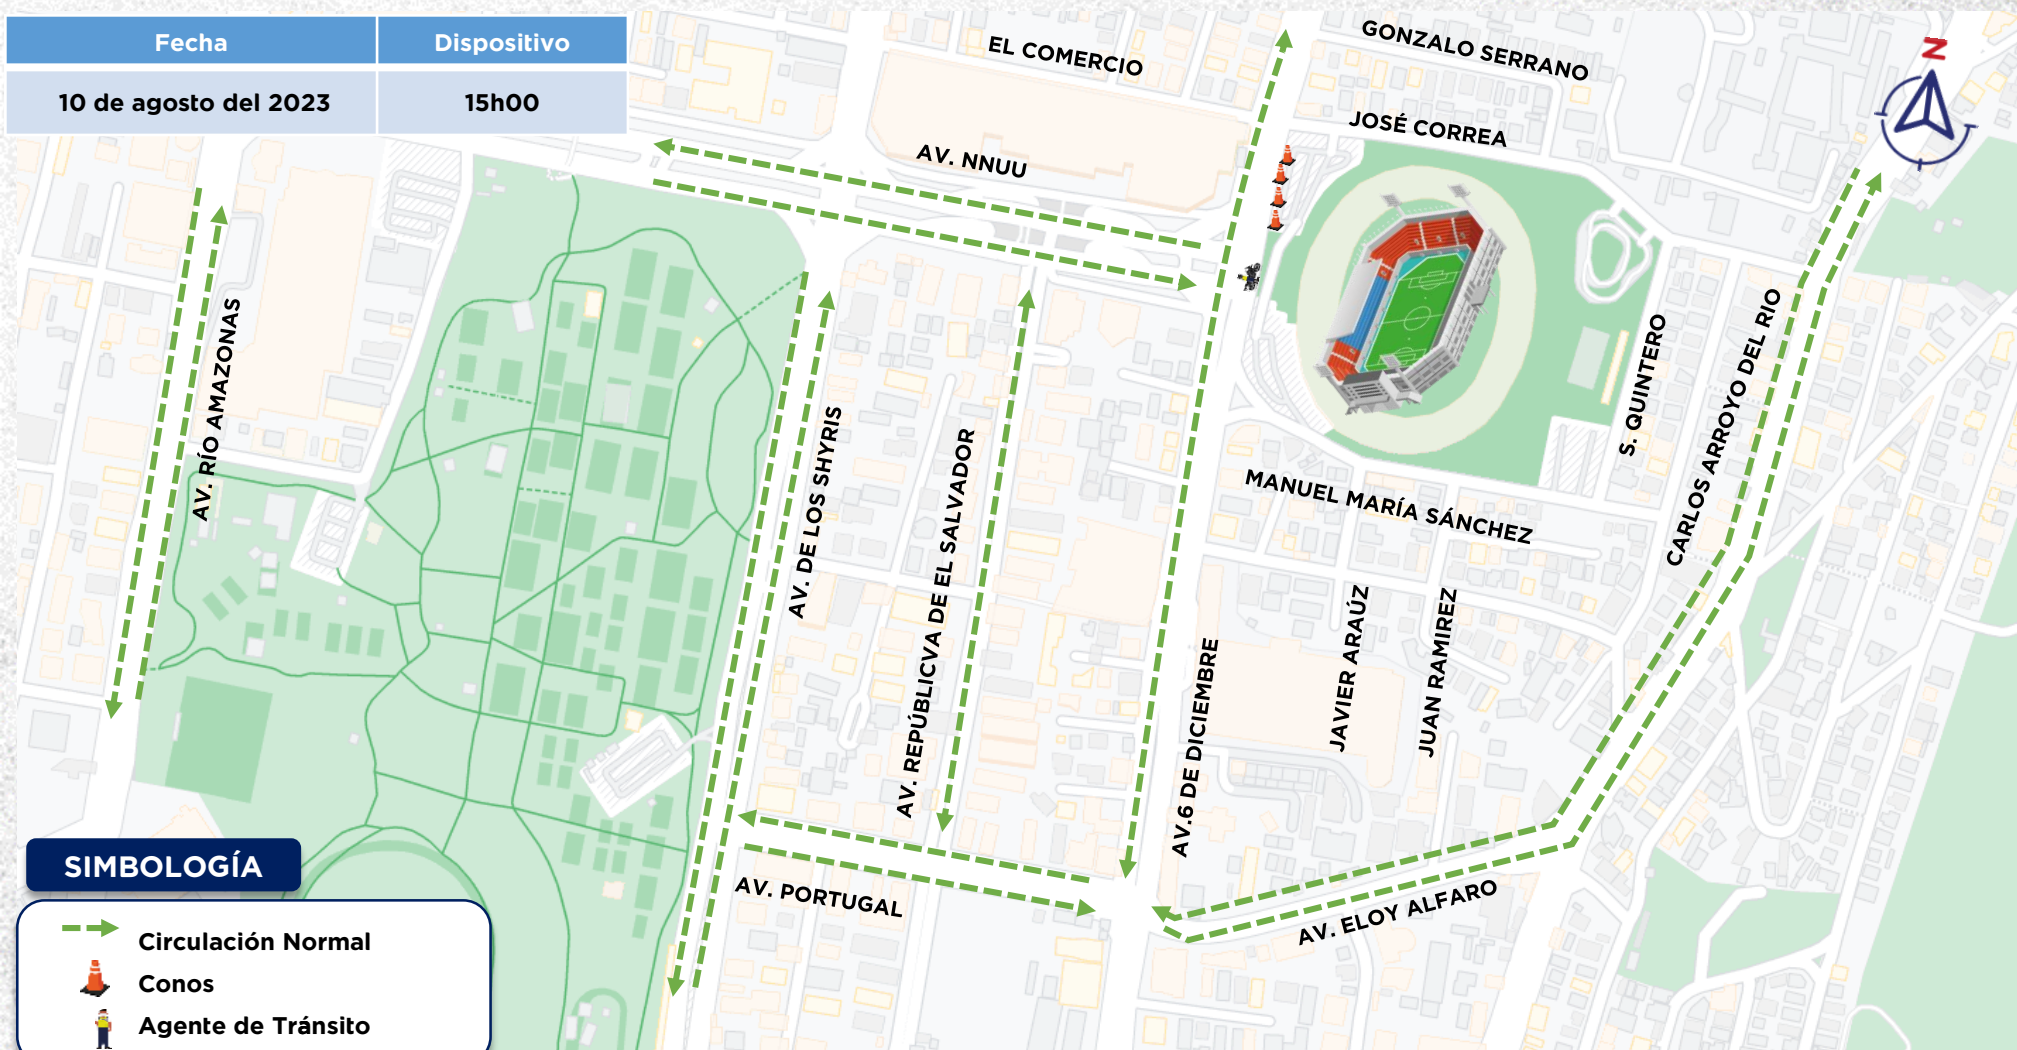 Fecha Dispositivo
10 de agosto del 2023 15h00
EL COMERCIO
GONZALO SERRANO
JOSÉ CORREA
AV. NNUU
N
AV. RÍO AMAZONAS
AV. DE LOS SHYRIS
AV. REPÚBLICVA DE EL SALVADOR
S. QUINTERO
CARLOS ARROYO DEL RIO
MANUEL MARÍA SÁNCHEZ
JAVIER ARAÚZ
JUAN RAMIREZ
AV.6 DE DICIEMBRE
AV. PORTUGAL
AV. ELOY ALFARO
SIMBOLOGÍA
Circulación Normal
Conos
Agente de Tránsito